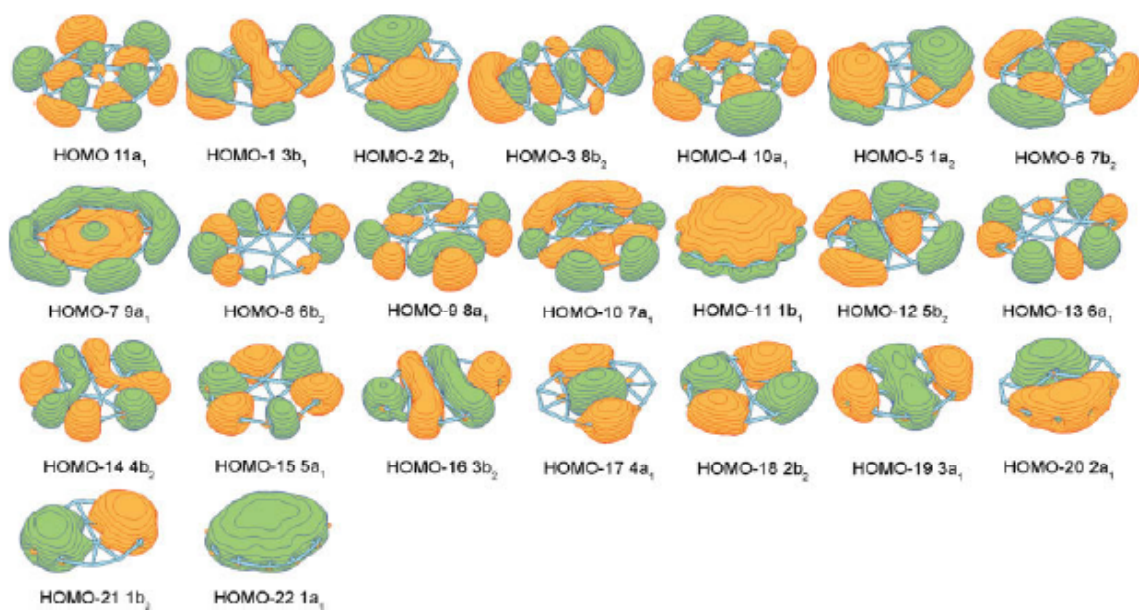 HOMO 11a₁ HOMO-1 3b₁ HOMO-2 2b₁ HOMO-3 8b₂ HOMO-4 10a₁ HOMO-5 1a₂ HOMO-6 7b₂
HOMO-7 9a₁ HOMO-8 6b₂ HOMO-9 8a₁ HOMO-10 7a₁ HOMO-11 1b₁ HOMO-12 5b₂ HOMO-13 6a₁
HOMO-14 4b₂ HOMO-15 5a₁ HOMO-16 3b₂ HOMO-17 4a₁ HOMO-18 2b₂ HOMO-19 3a₁ HOMO-20 2a₁
HOMO-21 1b₂ HOMO-22 1a₁